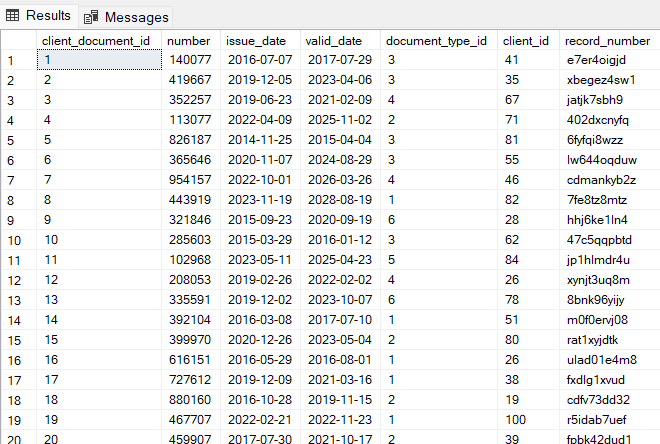 Results Messages
client_document_id number issue_date valid_date document_type_id client_id record_number
1 1 140077 2016-07-07 2017-07-29 3 41 e7er4oigjd
2 2 419667 2019-12-05 2023-04-06 3 35 xbegez4sw1
3 3 352257 2019-06-23 2021-02-09 4 67 jatjk7sbh9
4 4 113077 2022-04-09 2025-11-02 2 71 402dxcnyfq
5 5 826187 2014-11-25 2015-04-04 3 81 6fyfqi8wzz
6 6 365646 2020-11-07 2024-08-29 3 55 lw644oqduw
7 7 954157 2022-10-01 2026-03-26 4 46 cdmankyb2z
8 8 443919 2023-11-19 2028-08-19 1 82 7fe8tz8mtz
9 9 321846 2015-09-23 2020-09-19 6 28 hhj6ke1ln4
10 10 285603 2015-03-29 2016-01-12 3 62 47c5qqpbtd
11 11 102968 2023-05-11 2025-04-23 5 84 jp1hlmdr4u
12 12 208053 2019-02-26 2022-02-02 4 26 xynjt3uq8m
13 13 335591 2019-12-02 2023-10-07 6 78 8bnk96yijy
14 14 392104 2016-03-08 2017-07-10 1 51 m0f0ervj08
15 15 399970 2020-12-26 2023-05-04 2 80 rat1xyjdtk
16 16 616151 2016-05-29 2016-08-01 1 26 ulad01e4m8
17 17 727612 2019-12-09 2021-03-16 1 38 fxdlg1xvud
18 18 880160 2016-10-28 2019-11-15 2 19 cdfv73dd32
19 19 467707 2022-02-21 2022-11-23 1 100 r5idab7uef
20 20 459907 2017-07-30 2021-10-17 2 39 fpbk42dud1